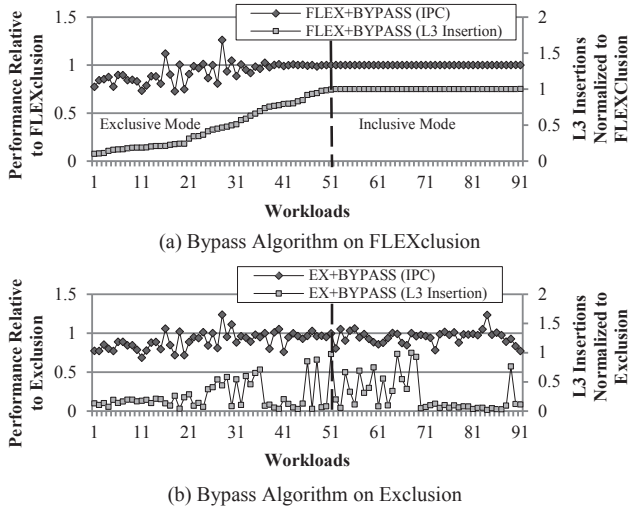 FLEX+BYPASS (IPC)
FLEX+BYPASS (L3 Insertion)
Performance Relative
to FLEXclusion
1.5
1
0.5
0
2
1.5
1
0.5
0
L3 Insertions
Normalized to
FLEXclusion
Exclusive Mode
Inclusive Mode
1 11 21 31 41 51 61 71 81 91
Workloads
(a) Bypass Algorithm on FLEXclusion
EX+BYPASS (IPC)
EX+BYPASS (L3 Insertion)
Performance Relative
to Exclusion
1.5
1
0.5
0
2
1.5
1
0.5
0
L3 Insertions
Normalized to
Exclusion
1 11 21 31 41 51 61 71 81 91
Workloads
(b) Bypass Algorithm on Exclusion